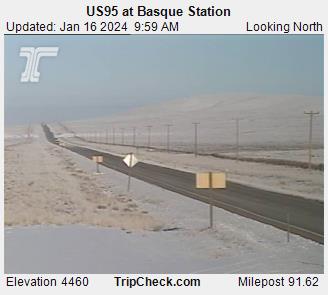 US95 at Basque Station
Updated: Jan 16 2024 9:59 AM Looking North
Elevation 4460 TripCheck.com Milepost 91.62